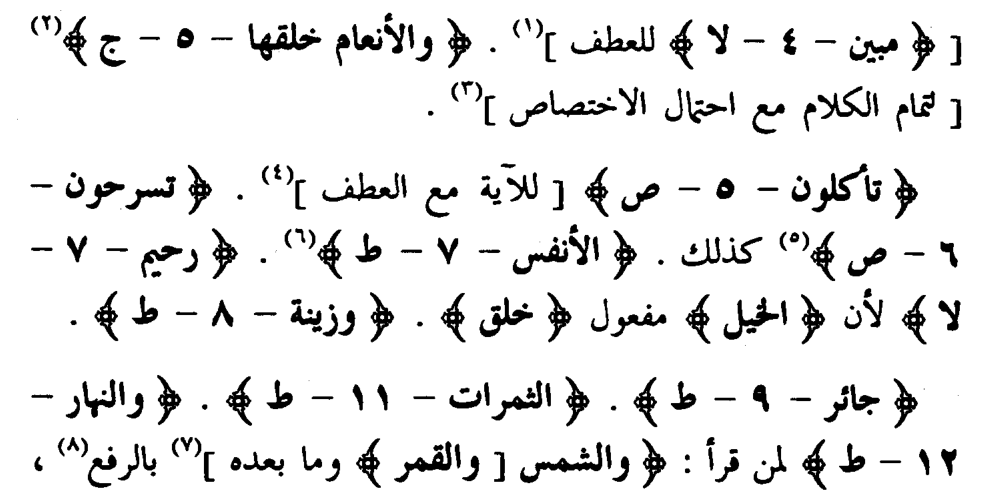 [ ﴿ مبين – ٤ – لا ﴾ للعطف ](١) . ﴿ والأنعام خلقها – ٥ – ج ﴾(٢)
[ لتمام الكلام مع احتمال الاختصاص ](٣) .
﴿ تأكلون – ٥ – ص ﴾ [ للآية مع العطف ](٤) . ﴿ تسرحون –
٦ – ص ﴾(٥) كذلك . ﴿ الأنفس – ٧ – ط ﴾(٦) . ﴿ رحيم – ٧ –
لا ﴾ لأن ﴿ الخيل ﴾ مفعول ﴿ خلق ﴾ . ﴿ وزينة – ٨ – ط ﴾ .
﴿ جائر – ٩ – ط ﴾ . ﴿ الثمرات – ١١ – ط ﴾ . ﴿ والنهار –
١٢ – ط ﴾ لمن قرأ : ﴿ والشمس [ والقمر ﴾ وما بعده ](٧) بالرفع(٨) ،